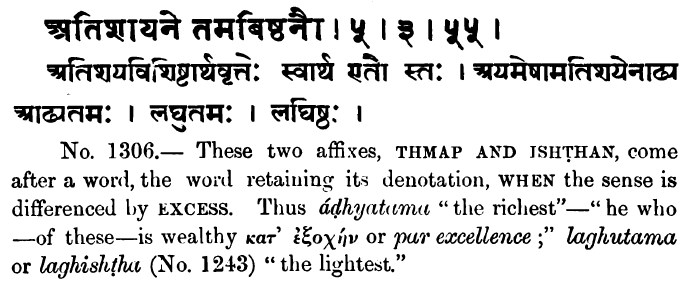 अतिशायने तमबिष्ठनौ । ५ । ३ । ५५ ।
अतिशयविशिष्टार्थवृत्तेः स्वार्थ एतौ स्तः । अयमेषामतिशयेनाढ्य
आढ्यतमः । लघुतमः । लघिष्ठः ।
No. 1306.— These two affixes, THMAP AND ISHṬHAN, come
after a word, the word retaining its denotation, WHEN the sense is
differenced by EXCESS. Thus áḍhyatama “the richest”—“he who
—of these—is wealthy κατ’ ἐξοχήν or par excellence ;” laghutama
or laghishṭha (No. 1243) “the lightest.”